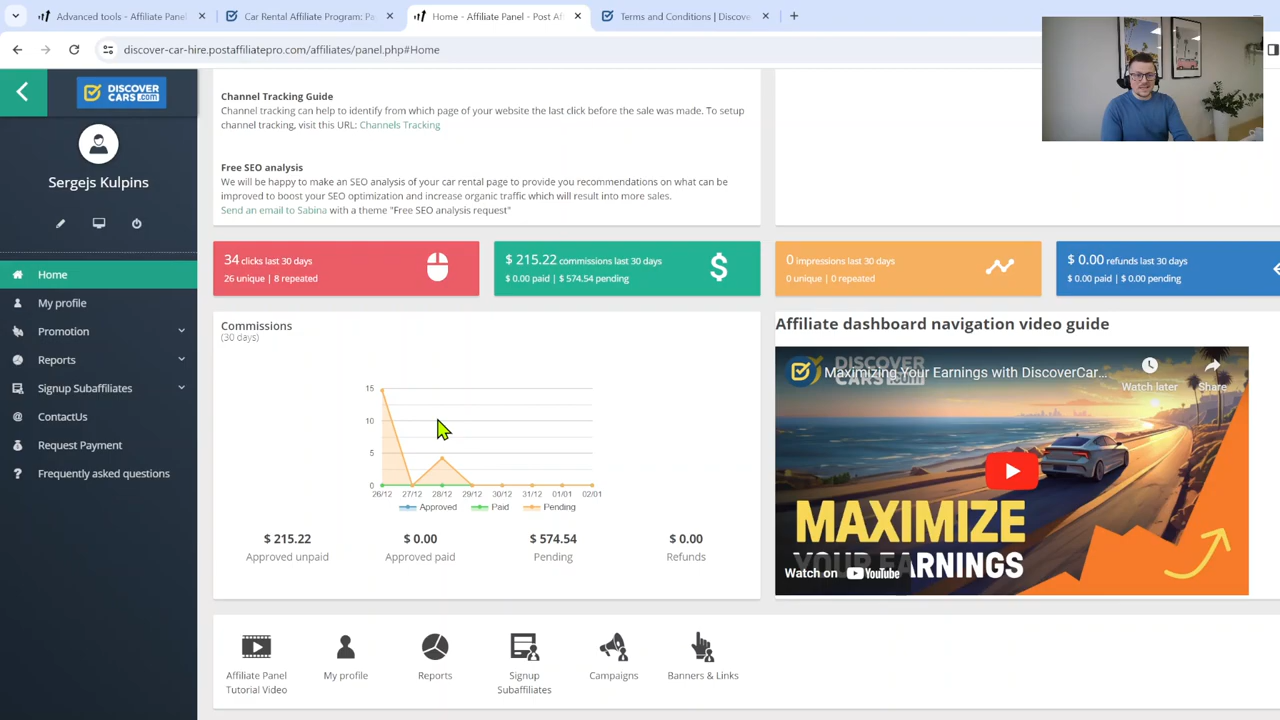 Advanced tools - Affiliate Panel
Car Rental Affiliate Program: Pa
Home - Affiliate Panel - Post Af
Terms and Conditions | Discove
discover-car-hire.postaffiliatepro.com/affiliates/panel.php#Home
DISCOVER
CARS.com
Sergejs Kulpins
Home
My profile
Promotion
Reports
Signup Subaffiliates
ContactUs
Request Payment
Frequently asked questions
Channel Tracking Guide
Channel tracking can help to identify from which page of your website the last click before the sale was made. To setup
channel tracking, visit this URL: Channels Tracking
Free SEO analysis
We will be happy to make an SEO analysis of your car rental page to provide you recommendations on what can be
improved to boost your SEO optimization and increase organic traffic which will result into more sales.
Send an email to Sabina with a theme "Free SEO analysis request"
34 clicks last 30 days
26 unique | 8 repeated
$ 215.22 commissions last 30 days
$ 0.00 paid | $ 574.54 pending
0 impressions last 30 days
0 unique | 0 repeated
$ 0.00 refunds last 30 days
$ 0.00 paid | $ 0.00 pending
Commissions
(30 days)
15
10
5
0
26/12 27/12 28/12 29/12 30/12 31/12 01/01 02/01
Approved Paid Pending
$ 215.22
Approved unpaid
$ 0.00
Approved paid
$ 574.54
Pending
$ 0.00
Refunds
Affiliate dashboard navigation video guide
DISCOVER
CARS.com
Maximizing Your Earnings with DiscoverCar...
Watch later
Share
MAXIMIZE
YOUR EARNINGS
Watch on YouTube
Affiliate Panel
Tutorial Video
My profile
Reports
Signup
Subaffiliates
Campaigns
Banners & Links